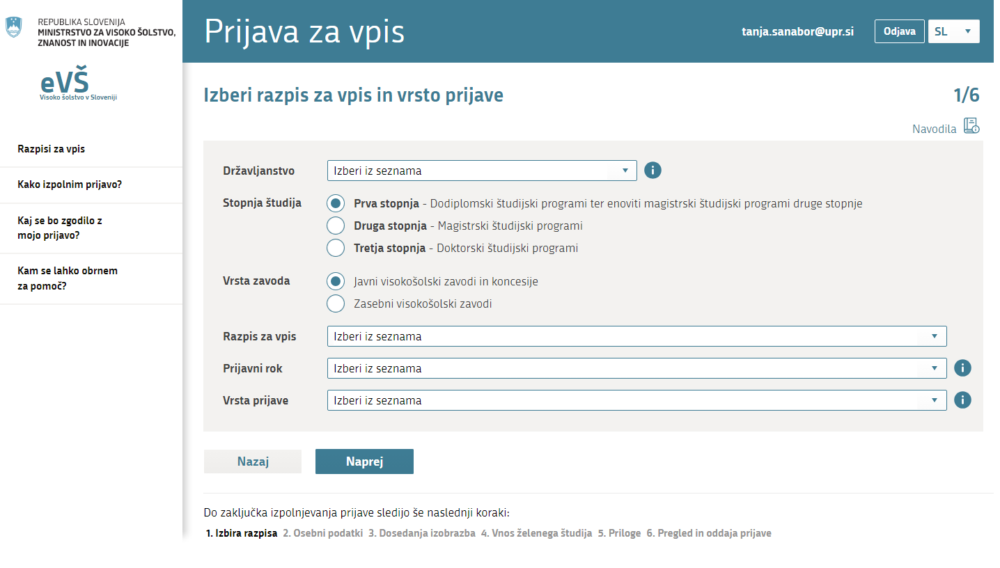 REPUBLIKA SLOVENIJA
MINISTRSTVO ZA VISOKO ŠOLSTVO,
ZNANOST IN INOVACIJE
eVŠ
Visoko šolstvo v Sloveniji
Razpisi za vpis
Kako izpolnim prijavo?
Kaj se bo zgodilo z
mojo prijavo?
Kam se lahko obrnem
za pomoč?
Prijava za vpis
tanja.sanabor@upr.si
Odjava
SL
Izberi razpis za vpis in vrsto prijave
1/6
Navodila
Državljanstvo
Izberi iz seznama
Stopnja študija
Prva stopnja - Dodiplomski študijski programi ter enoviti magistrski študijski programi druge stopnje
Druga stopnja - Magistrski študijski programi
Tretja stopnja - Doktorski študijski programi
Vrsta zavoda
Javni visokošolski zavodi in koncesije
Zasebni visokošolski zavodi
Razpis za vpis
Izberi iz seznama
Prijavni rok
Izberi iz seznama
Vrsta prijave
Izberi iz seznama
Nazaj
Naprej
Do zaključka izpolnjevanja prijave sledijo še naslednji koraki:
1. Izbira razpisa 2. Osebni podatki 3. Dosedanja izobrazba 4. Vnos želenega študija 5. Priloge 6. Pregled in oddaja prijave